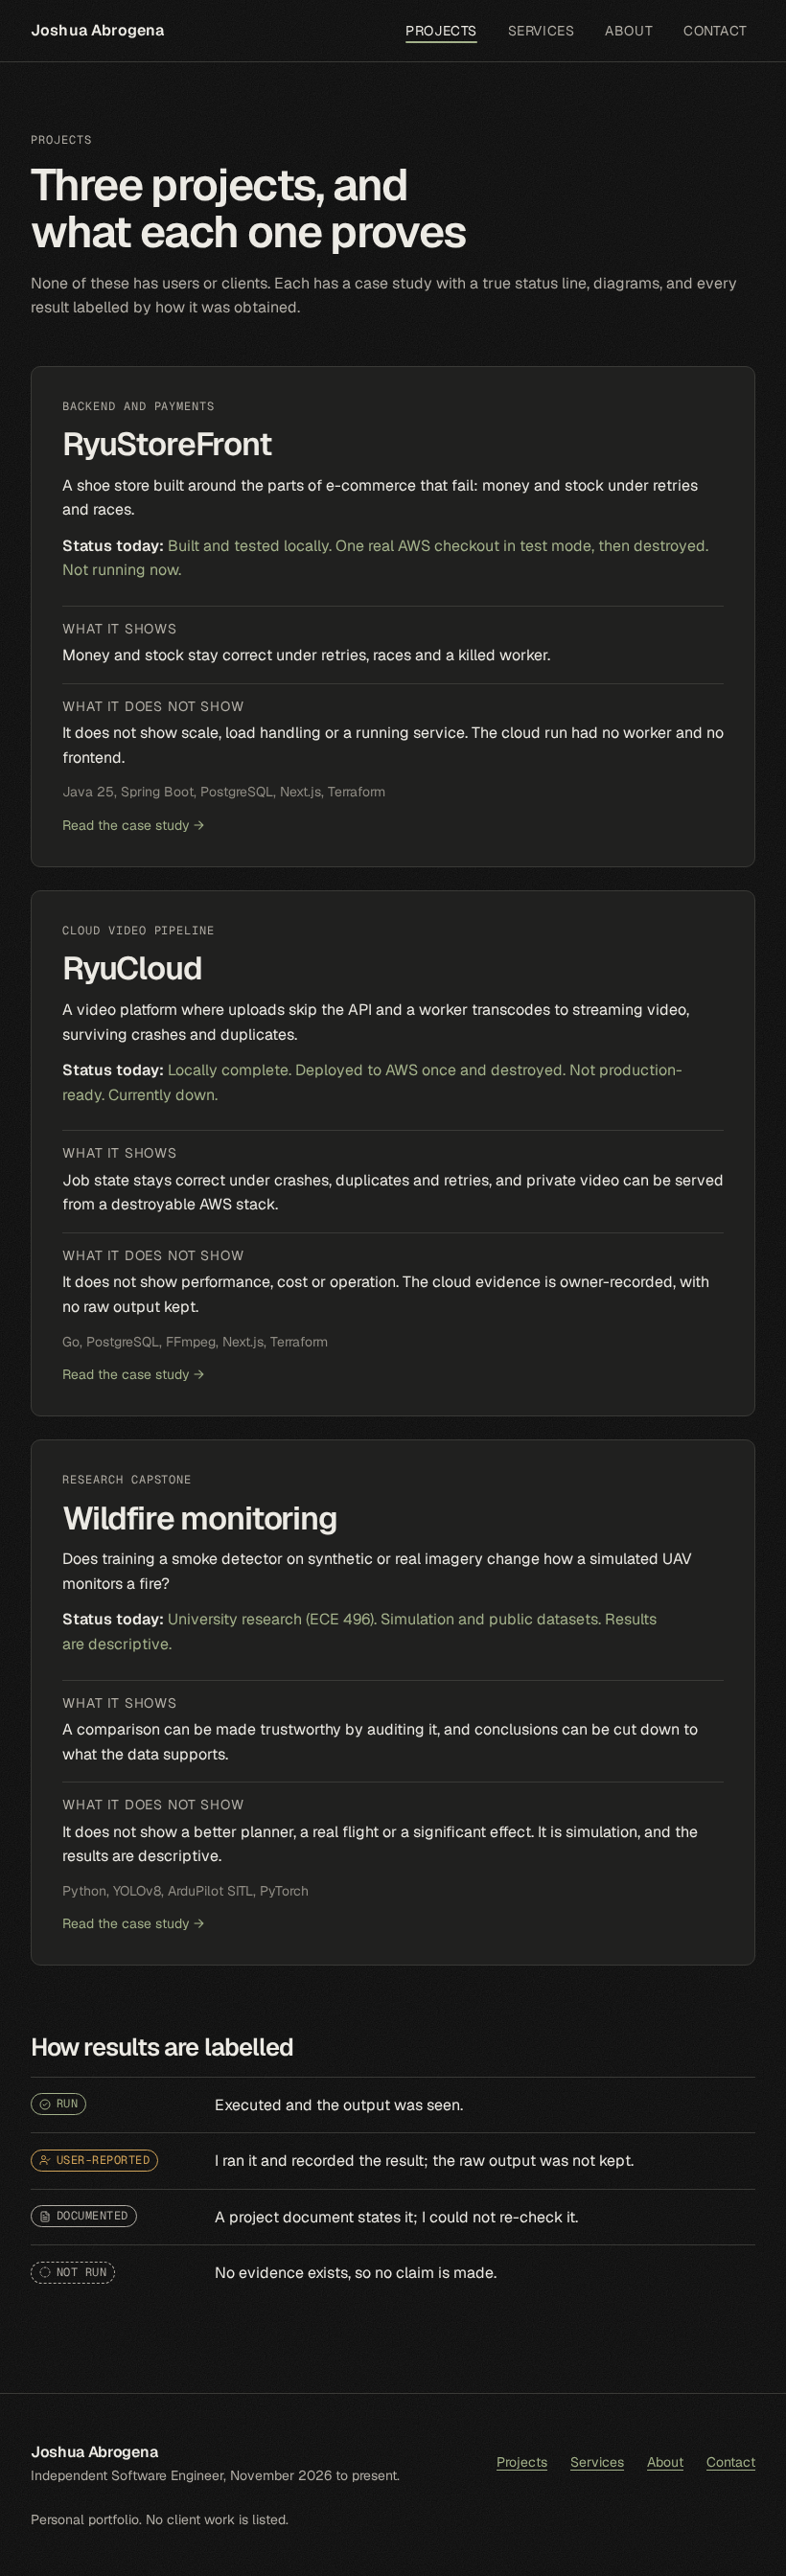 Joshua Abrogena
PROJECTS
SERVICES
ABOUT
CONTACT
PROJECTS
Three projects, and
what each one proves
None of these has users or clients. Each has a case study with a true status line, diagrams, and every
result labelled by how it was obtained.
BACKEND AND PAYMENTS
RyuStoreFront
A shoe store built around the parts of e-commerce that fail: money and stock under retries
and races.
Status today: Built and tested locally. One real AWS checkout in test mode, then destroyed.
Not running now.
WHAT IT SHOWS
Money and stock stay correct under retries, races and a killed worker.
WHAT IT DOES NOT SHOW
It does not show scale, load handling or a running service. The cloud run had no worker and no
frontend.
Java 25, Spring Boot, PostgreSQL, Next.js, Terraform
Read the case study →
CLOUD VIDEO PIPELINE
RyuCloud
A video platform where uploads skip the API and a worker transcodes to streaming video,
surviving crashes and duplicates.
Status today: Locally complete. Deployed to AWS once and destroyed. Not production-
ready. Currently down.
WHAT IT SHOWS
Job state stays correct under crashes, duplicates and retries, and private video can be served
from a destroyable AWS stack.
WHAT IT DOES NOT SHOW
It does not show performance, cost or operation. The cloud evidence is owner-recorded, with
no raw output kept.
Go, PostgreSQL, FFmpeg, Next.js, Terraform
Read the case study →
RESEARCH CAPSTONE
Wildfire monitoring
Does training a smoke detector on synthetic or real imagery change how a simulated UAV
monitors a fire?
Status today: University research (ECE 496). Simulation and public datasets. Results
are descriptive.
WHAT IT SHOWS
A comparison can be made trustworthy by auditing it, and conclusions can be cut down to
what the data supports.
WHAT IT DOES NOT SHOW
It does not show a better planner, a real flight or a significant effect. It is simulation, and the
results are descriptive.
Python, YOLOv8, ArduPilot SITL, PyTorch
Read the case study →
How results are labelled
RUN
Executed and the output was seen.
USER-REPORTED
I ran it and recorded the result; the raw output was not kept.
DOCUMENTED
A project document states it; I could not re-check it.
NOT RUN
No evidence exists, so no claim is made.
Joshua Abrogena
Independent Software Engineer, November 2026 to present.
Projects
Services
About
Contact
Personal portfolio. No client work is listed.